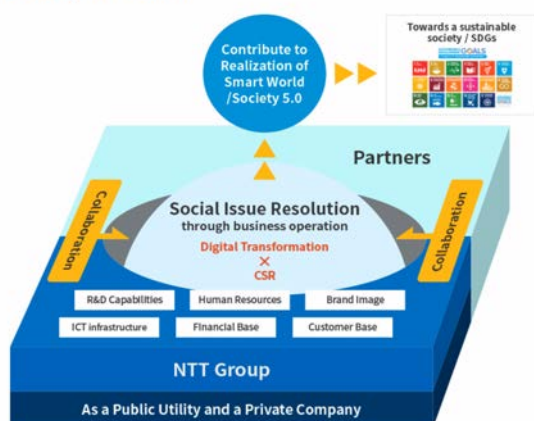 Contribute to
Realization of
Smart World
/Society 5.0
Towards a sustainable
society / SDGs
GOALS
Partners
Collaboration
Collaboration
Social Issue Resolution
through business operation
Digital Transformation
×
CSR
R&D Capabilities
Human Resources
Brand Image
ICT infrastructure
Financial Base
Customer Base
NTT Group
As a Public Utility and a Private Company